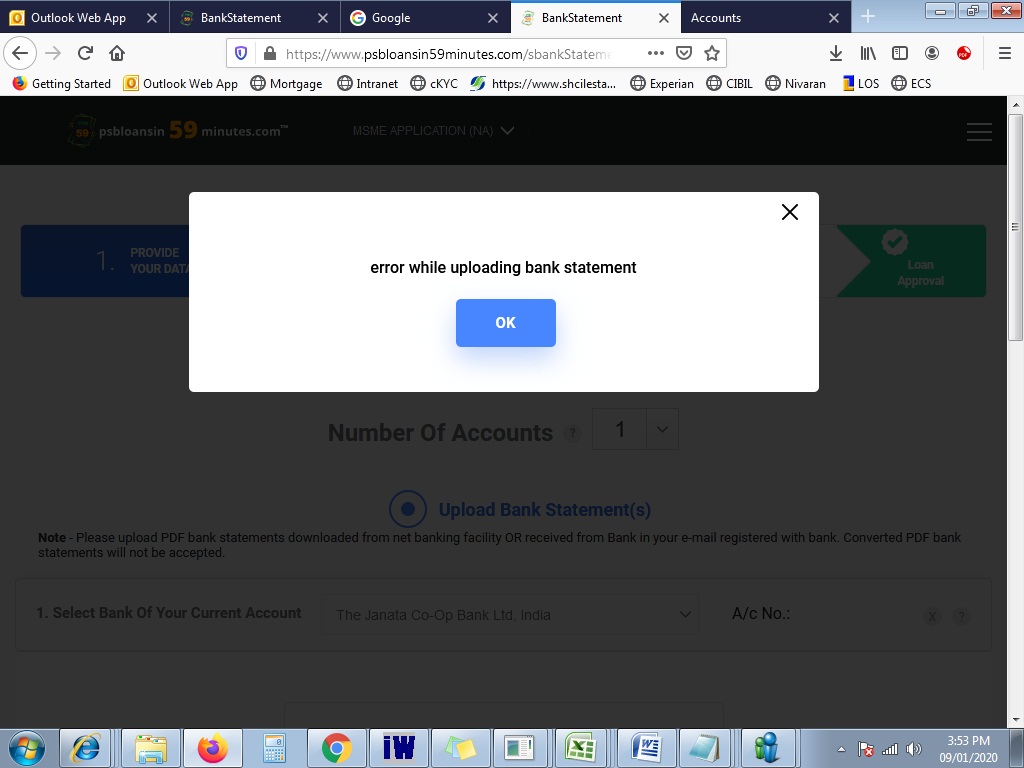 Outlook Web App
BankStatement
Google
BankStatement
Accounts
https://www.psbloansin59minutes.com/sbankStateme
Getting Started
Outlook Web App
Mortgage
Intranet
cKYC
https://www.shcilesta...
Experian
CIBIL
Nivaran
LOS
ECS
psbloansin 59 minutes.com™
MSME APPLICATION (NA)
error while uploading bank statement
OK
1. PROVIDE
YOUR DATA
Loan
Approval
Number Of Accounts ? 1
Upload Bank Statement(s)
Note - Please upload PDF bank statements downloaded from net banking facility OR received from Bank in your e-mail registered with bank. Converted PDF bank
statements will not be accepted.
1. Select Bank Of Your Current Account
The Janata Co-Op Bank Ltd, India
A/c No.:
X ?
3:53 PM
09/01/2020